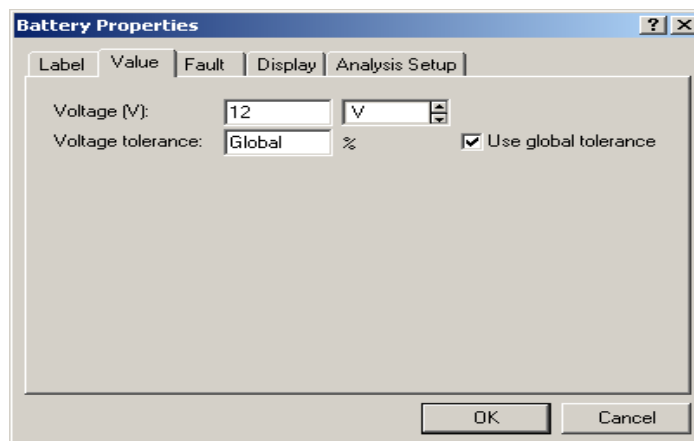 Battery Properties
Label Value Fault Display Analysis Setup
Voltage (V): 12 V
Voltage tolerance: Global % Use global tolerance
OK Cancel